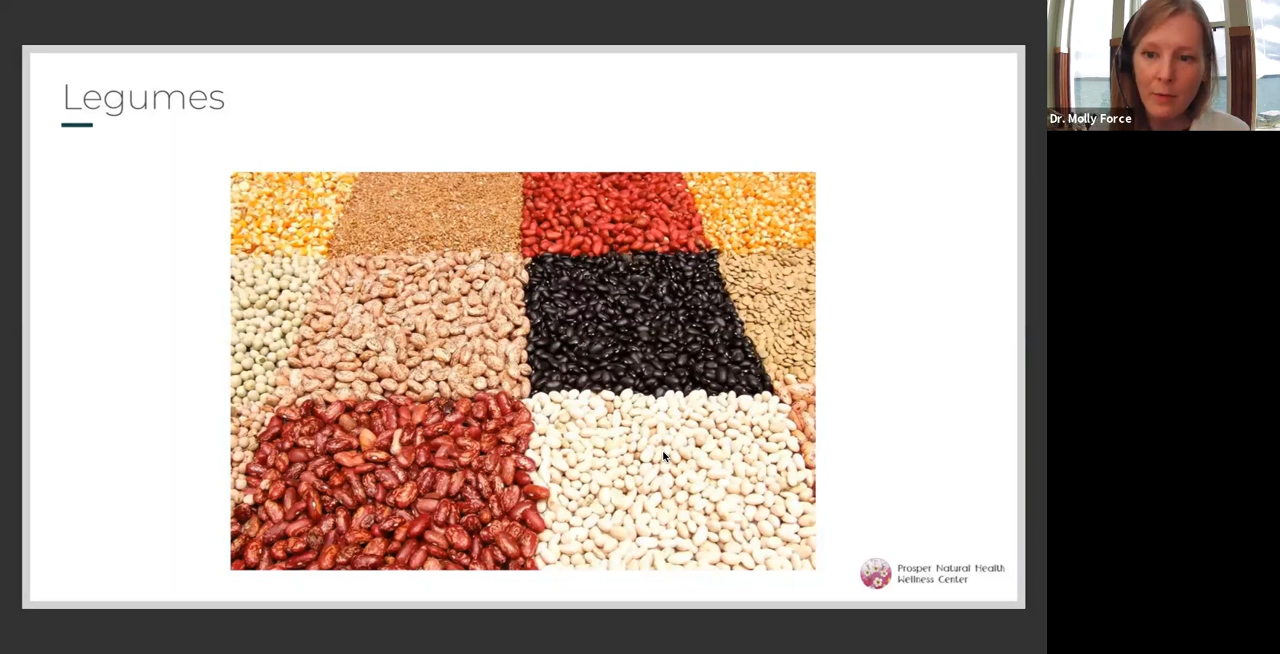 Legumes
Dr. Molly Force
Prosper Natural Health
Wellness Center